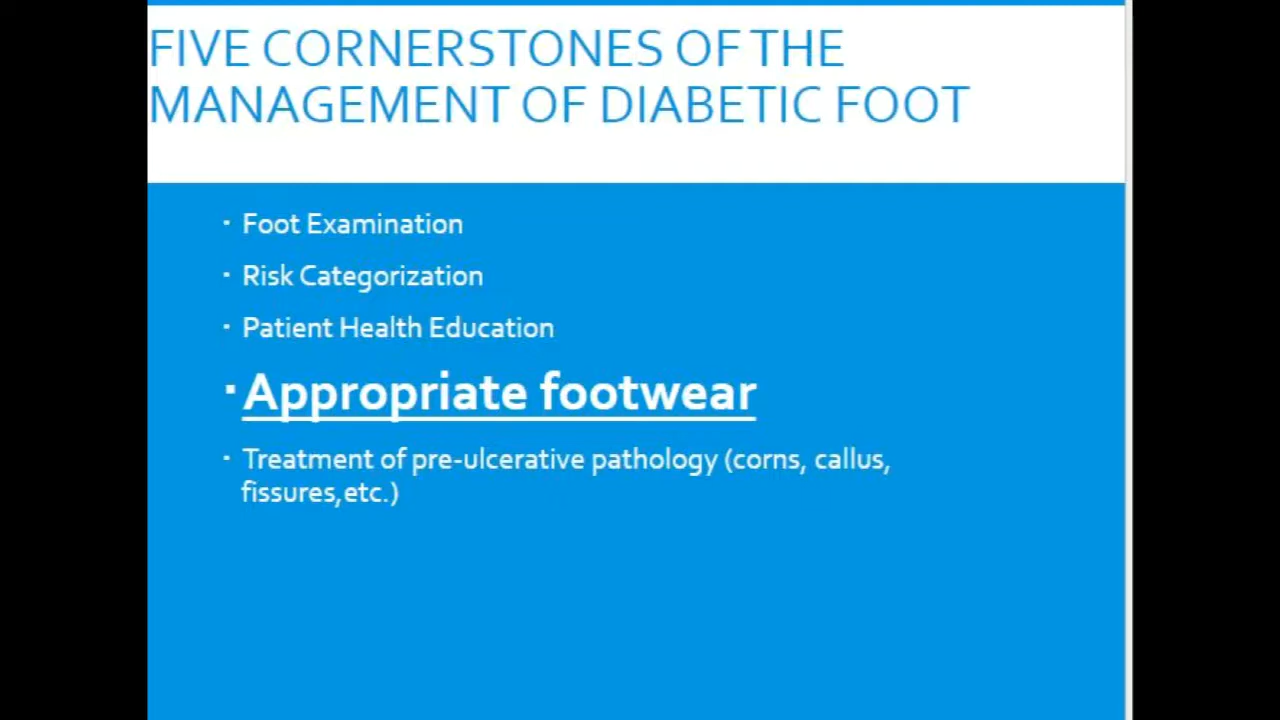 FIVE CORNERSTONES OF THE
MANAGEMENT OF DIABETIC FOOT
▪ Foot Examination
▪ Risk Categorization
▪ Patient Health Education
▪ Appropriate footwear
▪ Treatment of pre-ulcerative pathology (corns, callus,
fissures,etc.)